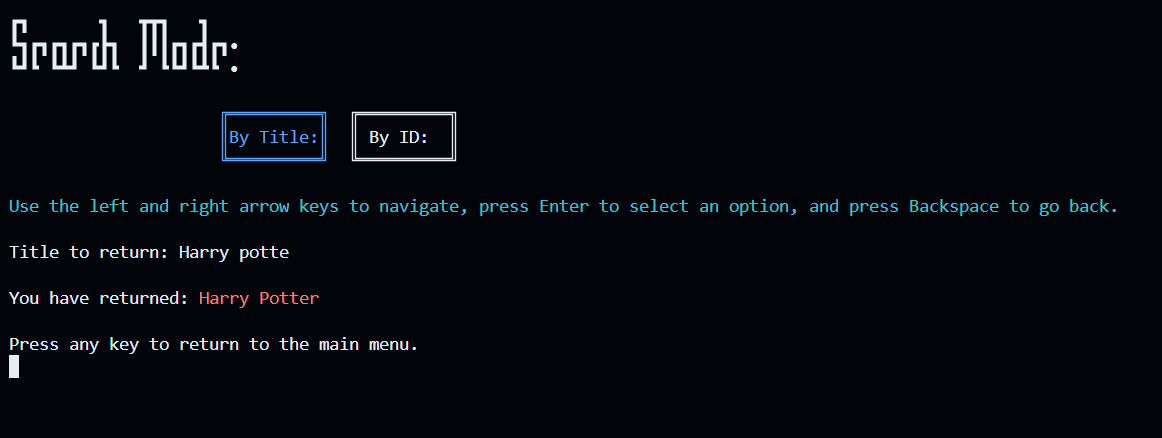 Search Mode:
By Title: By ID:
Use the left and right arrow keys to navigate, press Enter to select an option, and press Backspace to go back.
Title to return: Harry potte
You have returned: Harry Potter
Press any key to return to the main menu.